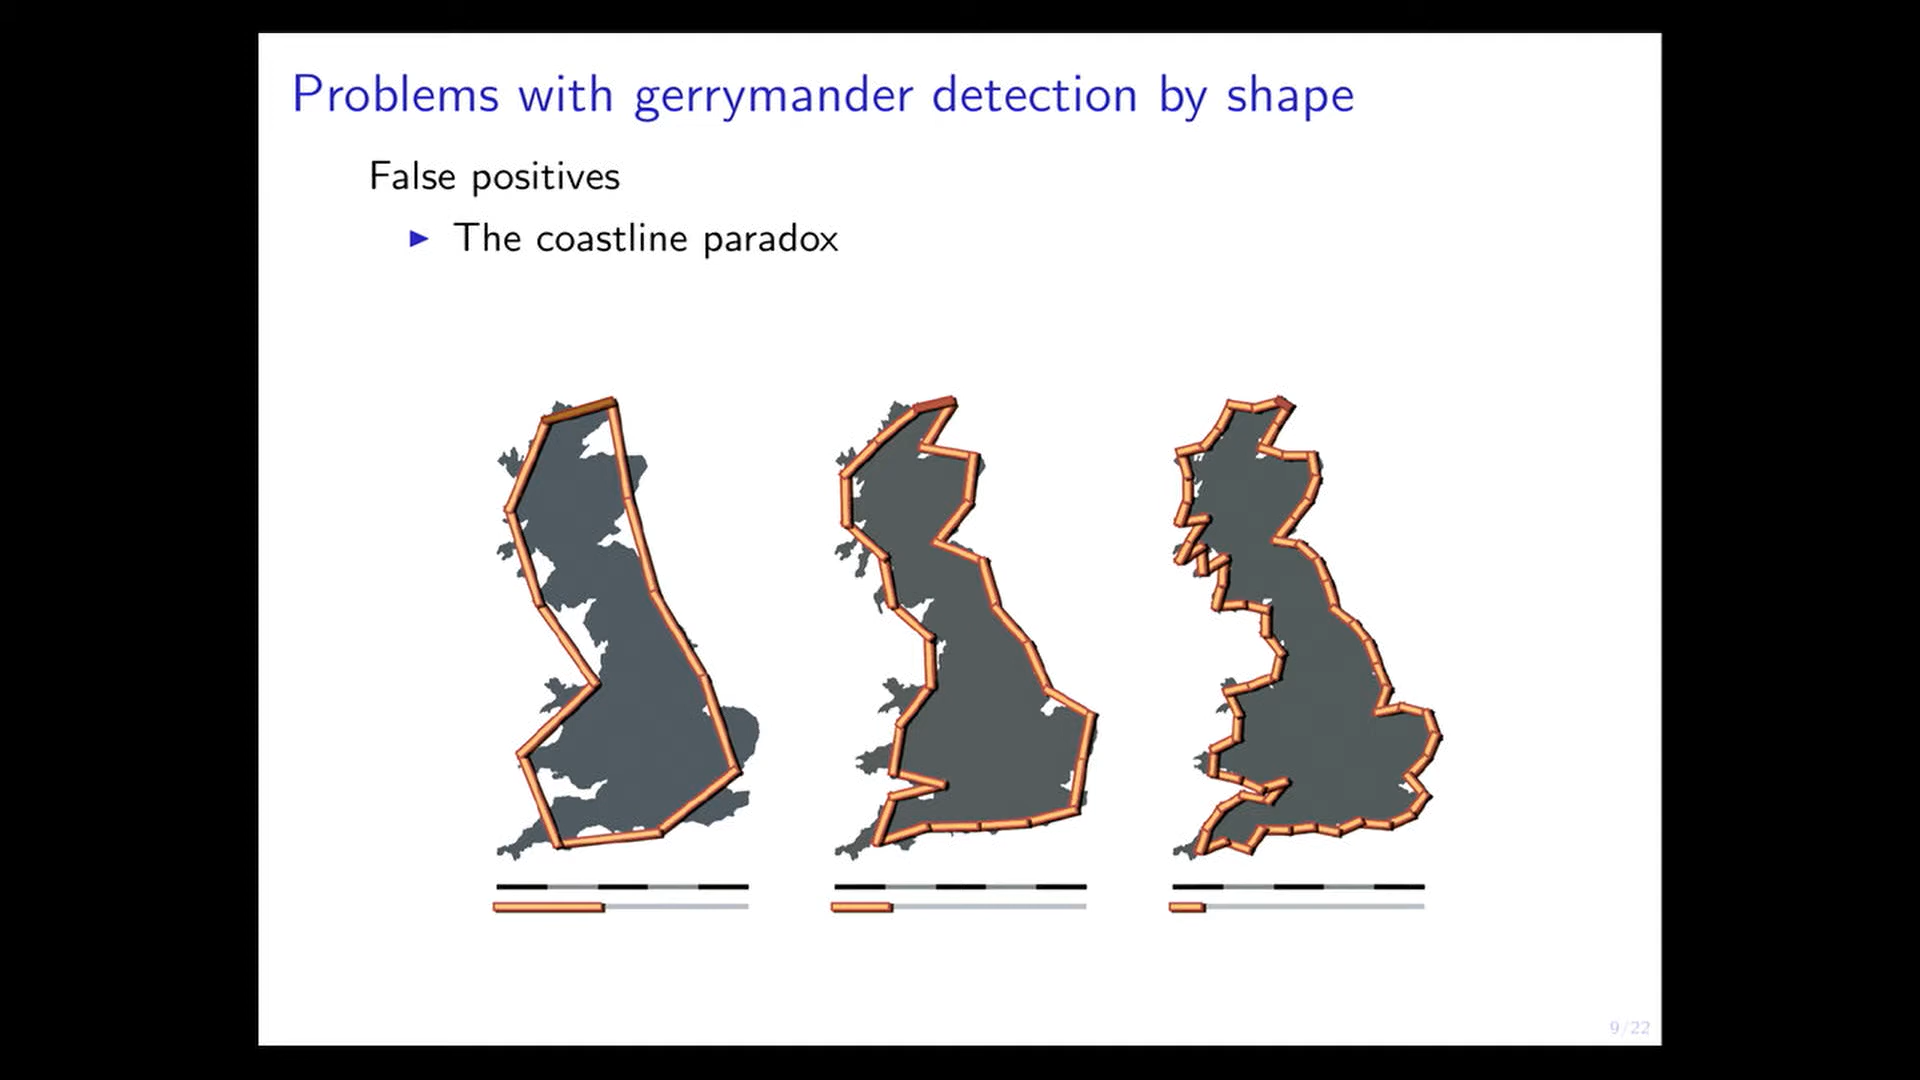 Problems with gerrymander detection by shape
False positives
▶ The coastline paradox
9/22